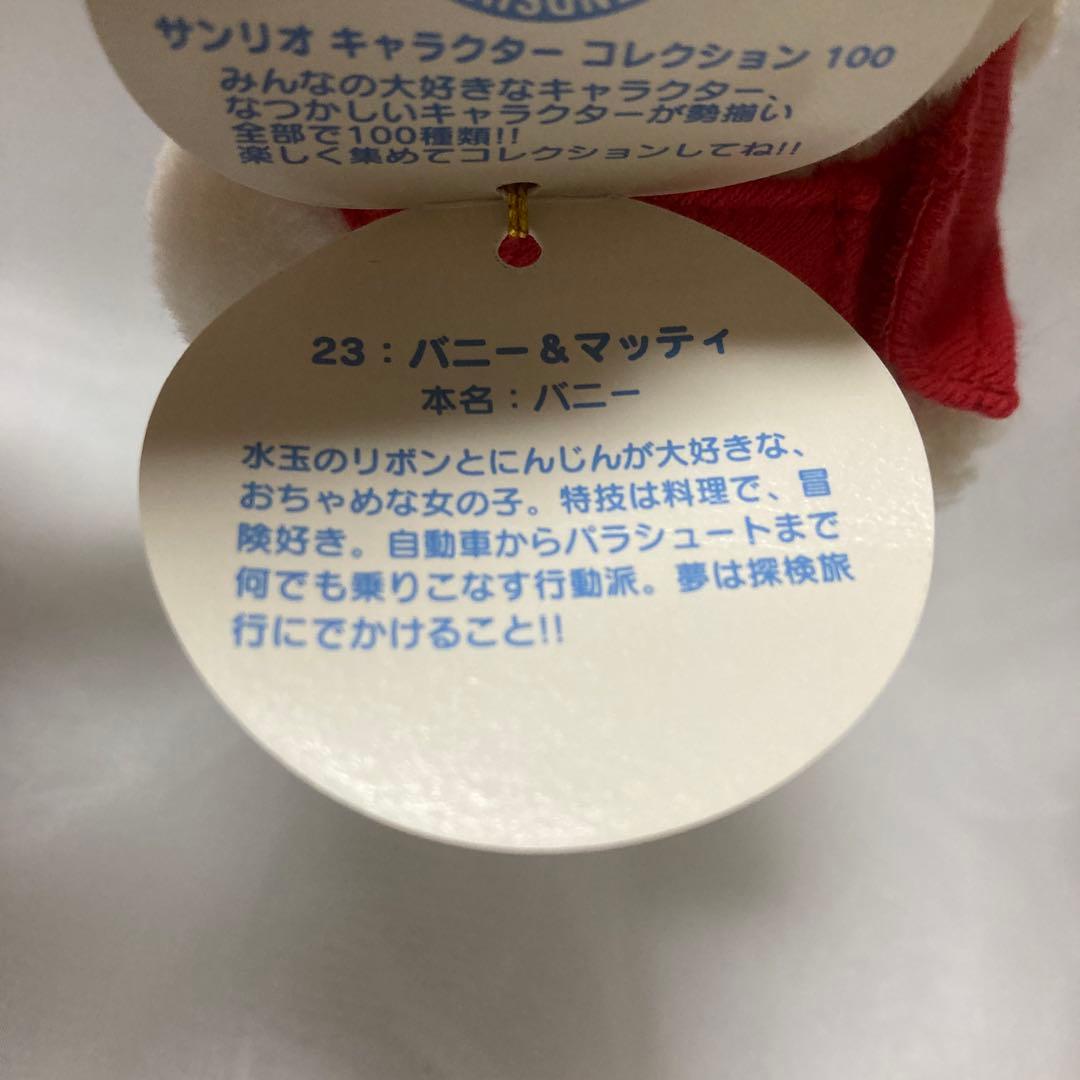 サンリオ キャラクター コレクション 100
みんなの大好きなキャラクター、
なつかしいキャラクターが勢揃い
全部で100種類!!
楽しく集めてコレクションしてね!!
23：バニー＆マッティ
本名：バニー
水玉のリボンとにんじんが大好きな、
おちゃめな女の子。特技は料理で、冒
険好き。自動車からパラシュートまで
何でも乗りこなす行動派。夢は探検旅
行にでかけること!!